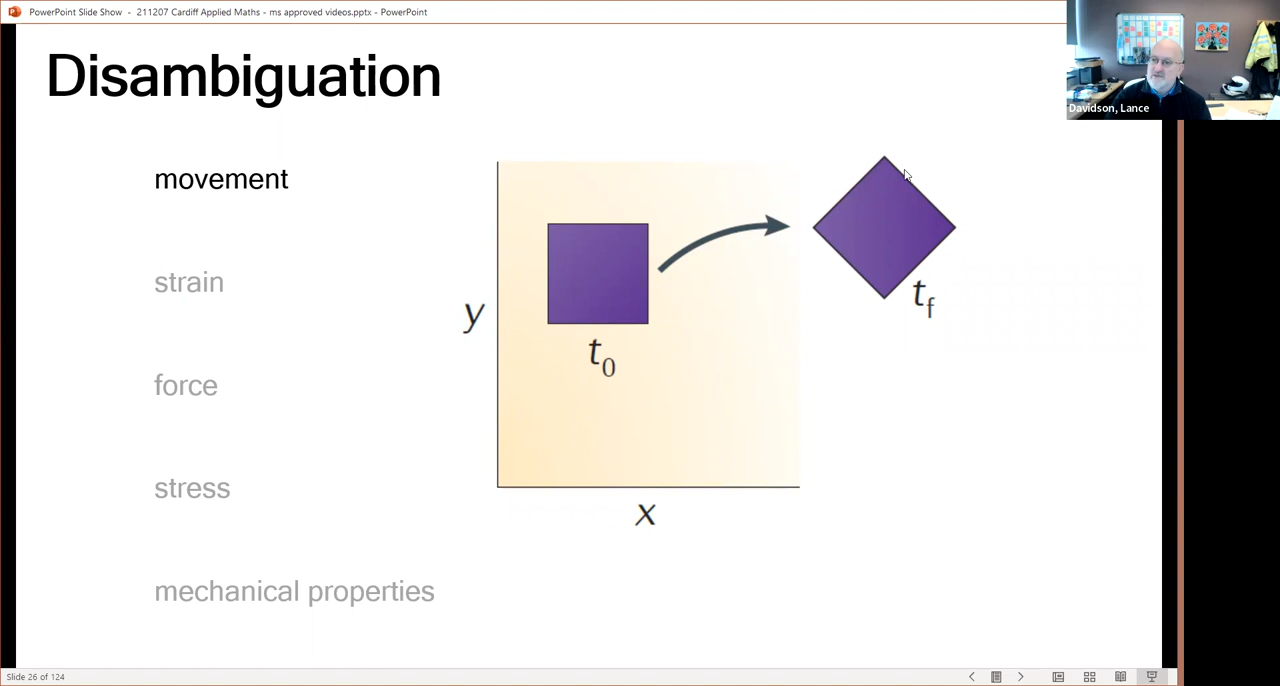 PowerPoint Slide Show - 211207 Cardiff Applied Maths - ms approved videos.pptx - PowerPoint
Davidson, Lance
Disambiguation
movement
strain
force
stress
mechanical properties
y
t0
tf
x
Slide 26 of 124